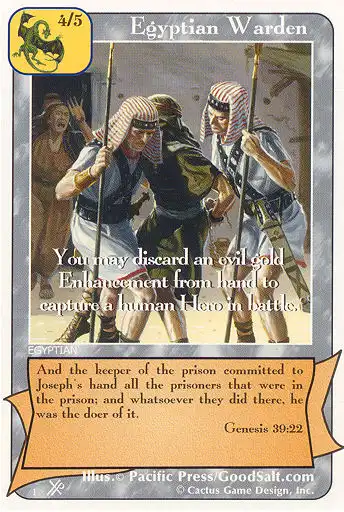 4/5
Egyptian Warden
You may discard an evil gold
Enhancement from hand to
capture a human Hero in battle.
EGYPTIAN
And the keeper of the prison committed to
Joseph's hand all the prisoners that were in
the prison; and whatsoever they did there, he
was the doer of it.
Genesis 39:22
Illus.© Pacific Press/GoodSalt.com
© Cactus Game Design, Inc.